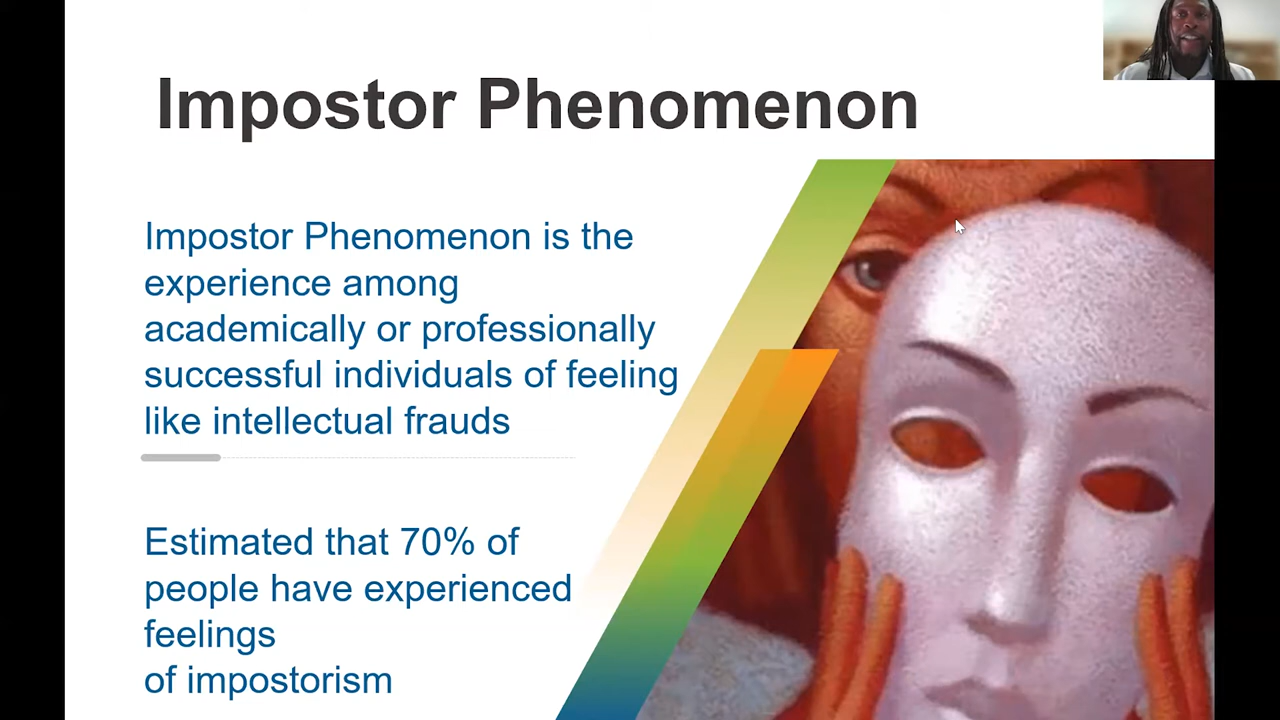 Impostor Phenomenon
Impostor Phenomenon is the
experience among
academically or professionally
successful individuals of feeling
like intellectual frauds
Estimated that 70% of
people have experienced
feelings
of impostorism